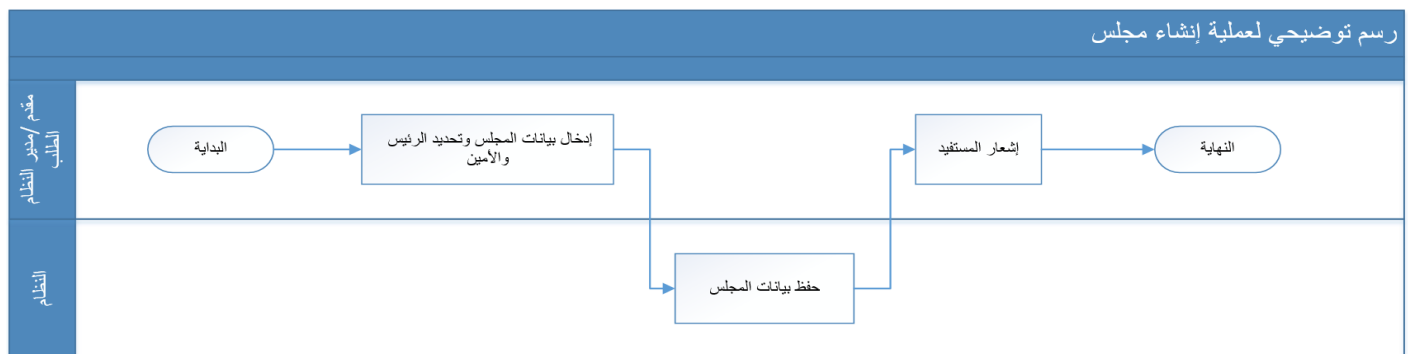 رسم توضيحي لعملية إنشاء مجلس
مقدم /مدير النظام
الطلب
البداية
إدخال بيانات المجلس وتحديد الرئيس
والأمين
إشعار المستفيد
النهاية
النظام
حفظ بيانات المجلس